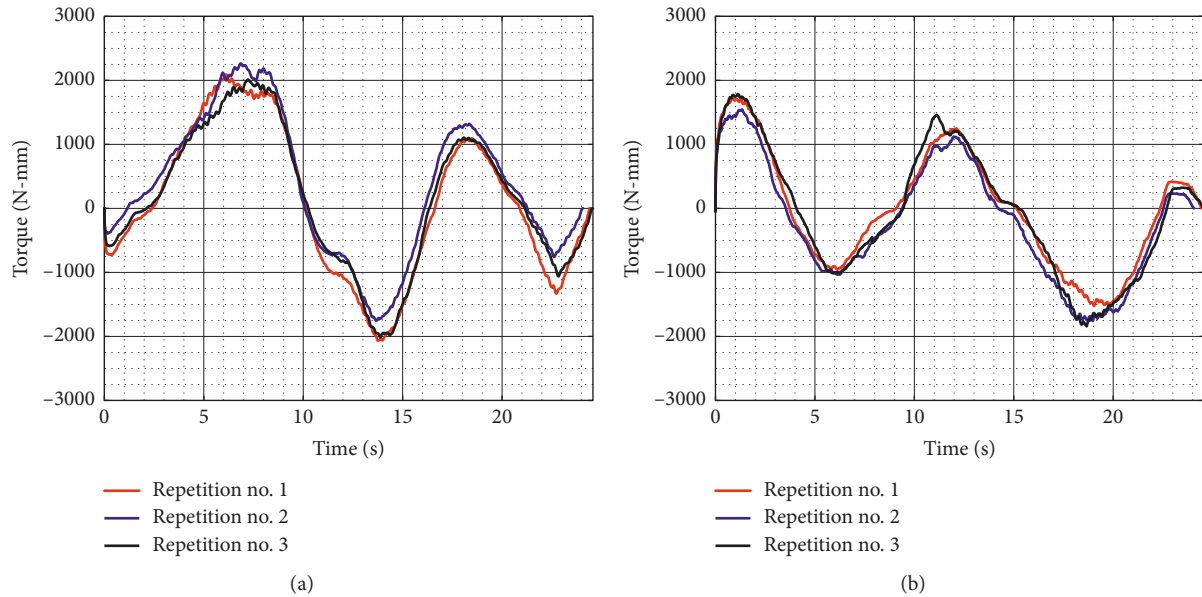 3000
2000
1000
0
−1000
−2000
−3000
Torque (N-mm)
0 5 10 15 20
Time (s)
Repetition no. 1
Repetition no. 2
Repetition no. 3
(a)
3000
2000
1000
0
−1000
−2000
−3000
Torque (N-mm)
0 5 10 15 20
Time (s)
Repetition no. 1
Repetition no. 2
Repetition no. 3
(b)